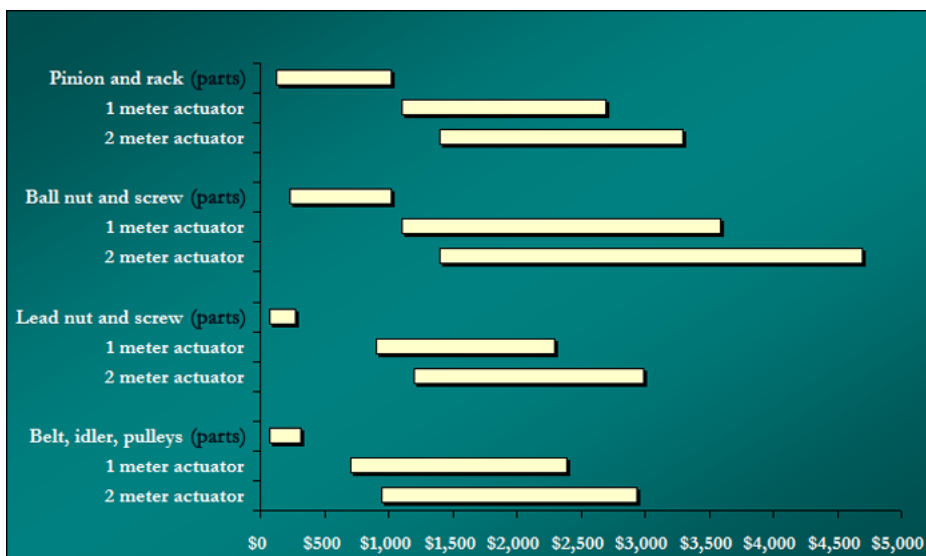 Pinion and rack (parts)
1 meter actuator
2 meter actuator
Ball nut and screw (parts)
1 meter actuator
2 meter actuator
Lead nut and screw (parts)
1 meter actuator
2 meter actuator
Belt, idler, pulleys (parts)
1 meter actuator
2 meter actuator
$0 $500 $1,000 $1,500 $2,000 $2,500 $3,000 $3,500 $4,000 $4,500 $5,000